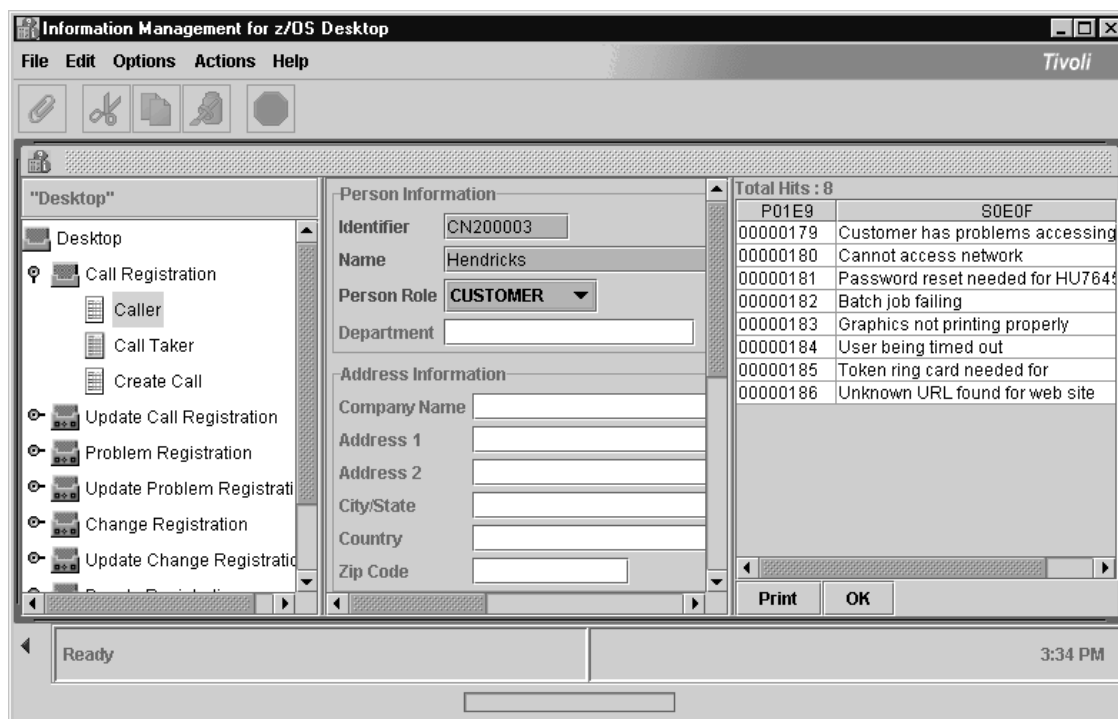 Information Management for z/OS Desktop
File Edit Options Actions Help
Tivoli
"Desktop"
Desktop
Call Registration
Caller
Call Taker
Create Call
Update Call Registration
Problem Registration
Update Problem Registrati
Change Registration
Update Change Registratio
Person Information
Identifier CN200003
Name Hendricks
Person Role CUSTOMER
Department
Address Information
Company Name
Address 1
Address 2
City/State
Country
Zip Code
Total Hits : 8
P01E9 S0E0F
00000179 Customer has problems accessing
00000180 Cannot access network
00000181 Password reset needed for HU7645
00000182 Batch job failing
00000183 Graphics not printing properly
00000184 User being timed out
00000185 Token ring card needed for
00000186 Unknown URL found for web site
Print OK
Ready
3:34 PM